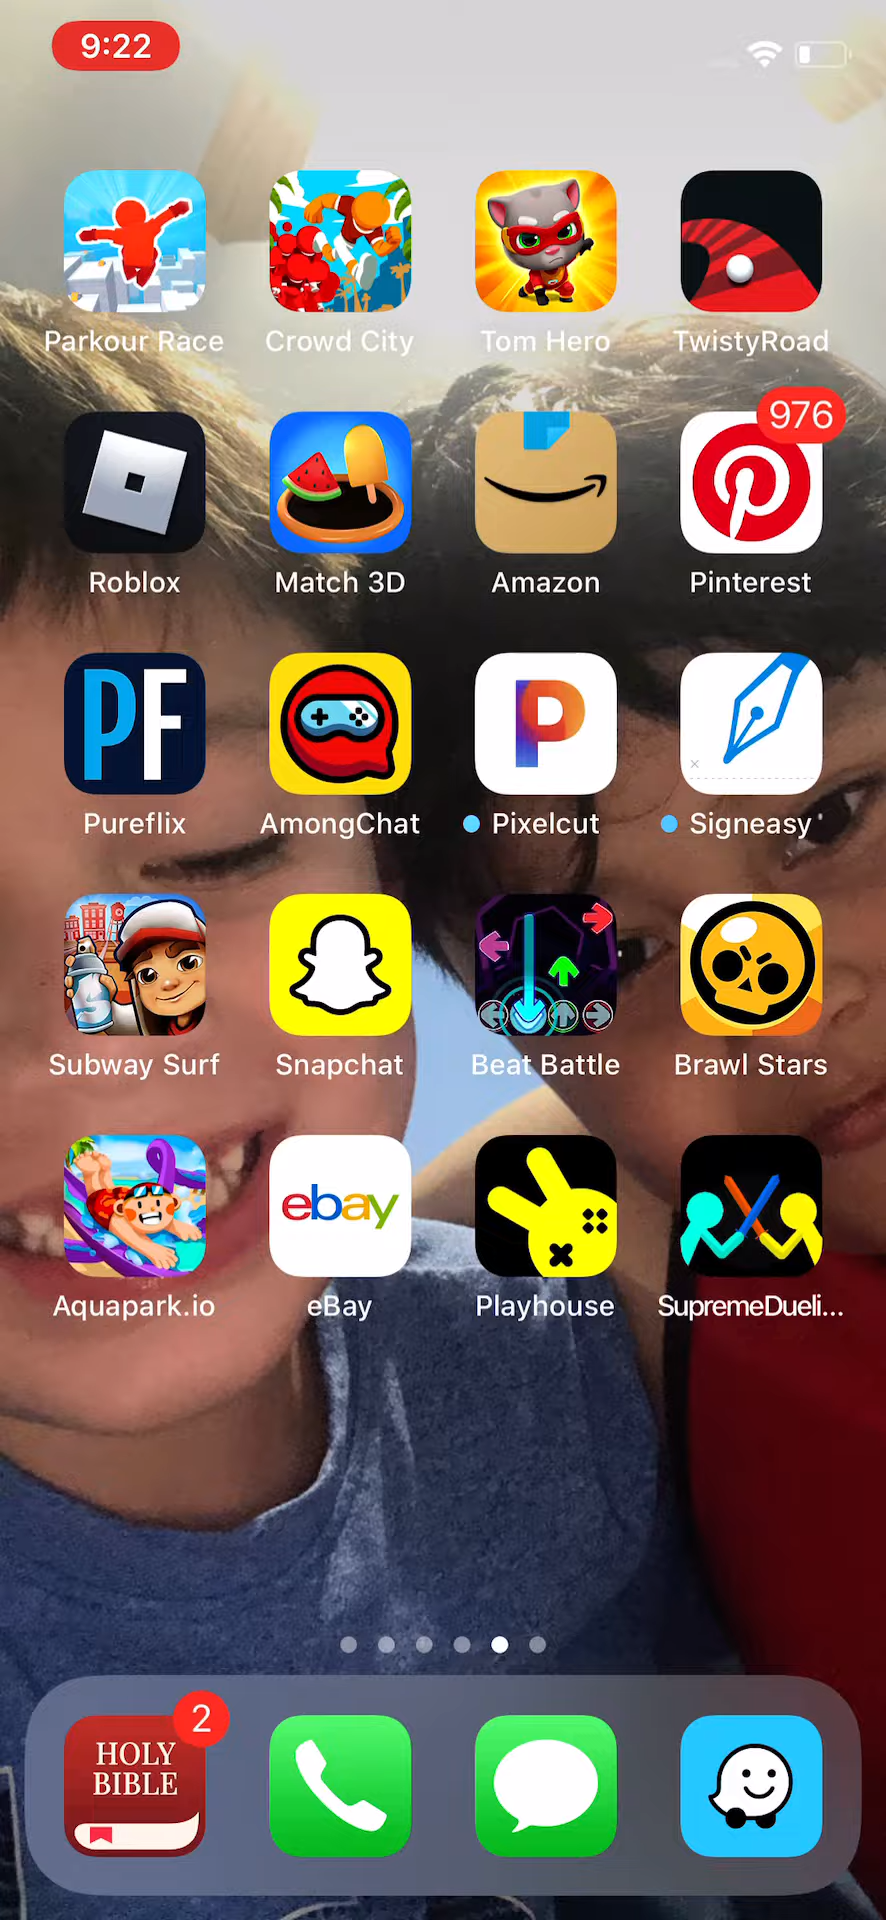 9:22
Parkour Race
Crowd City
Tom Hero
TwistyRoad
976
Roblox
Match 3D
Amazon
Pinterest
PF
P
Pureflix
AmongChat
Pixelcut
Signeasy
S
Subway Surf
Snapchat
Beat Battle
Brawl Stars
ebay
Aquapark.io
eBay
Playhouse
SupremeDueli...
2
HOLY
BIBLE